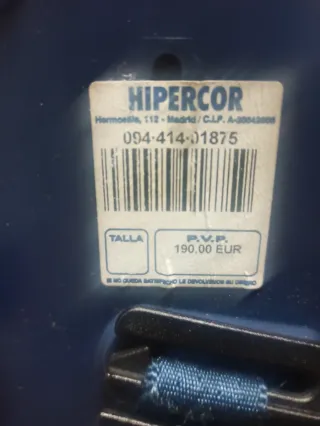 HIPERCOR
Hermosilla, 112 - Madrid / C.I.F. A-28642866
094-414-01875
TALLA
P.V.P.
190,00 EUR
SI NO QUEDA SATISFECHO LE DEVOLVEMOS SU DINERO